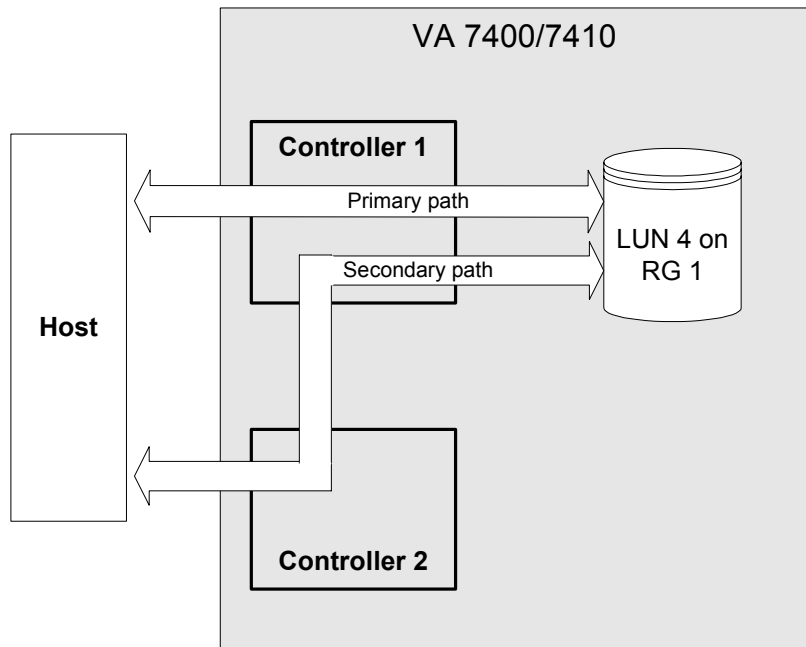 VA 7400/7410
Controller 1
Primary path
LUN 4 on
RG 1
Secondary path
Host
Controller 2